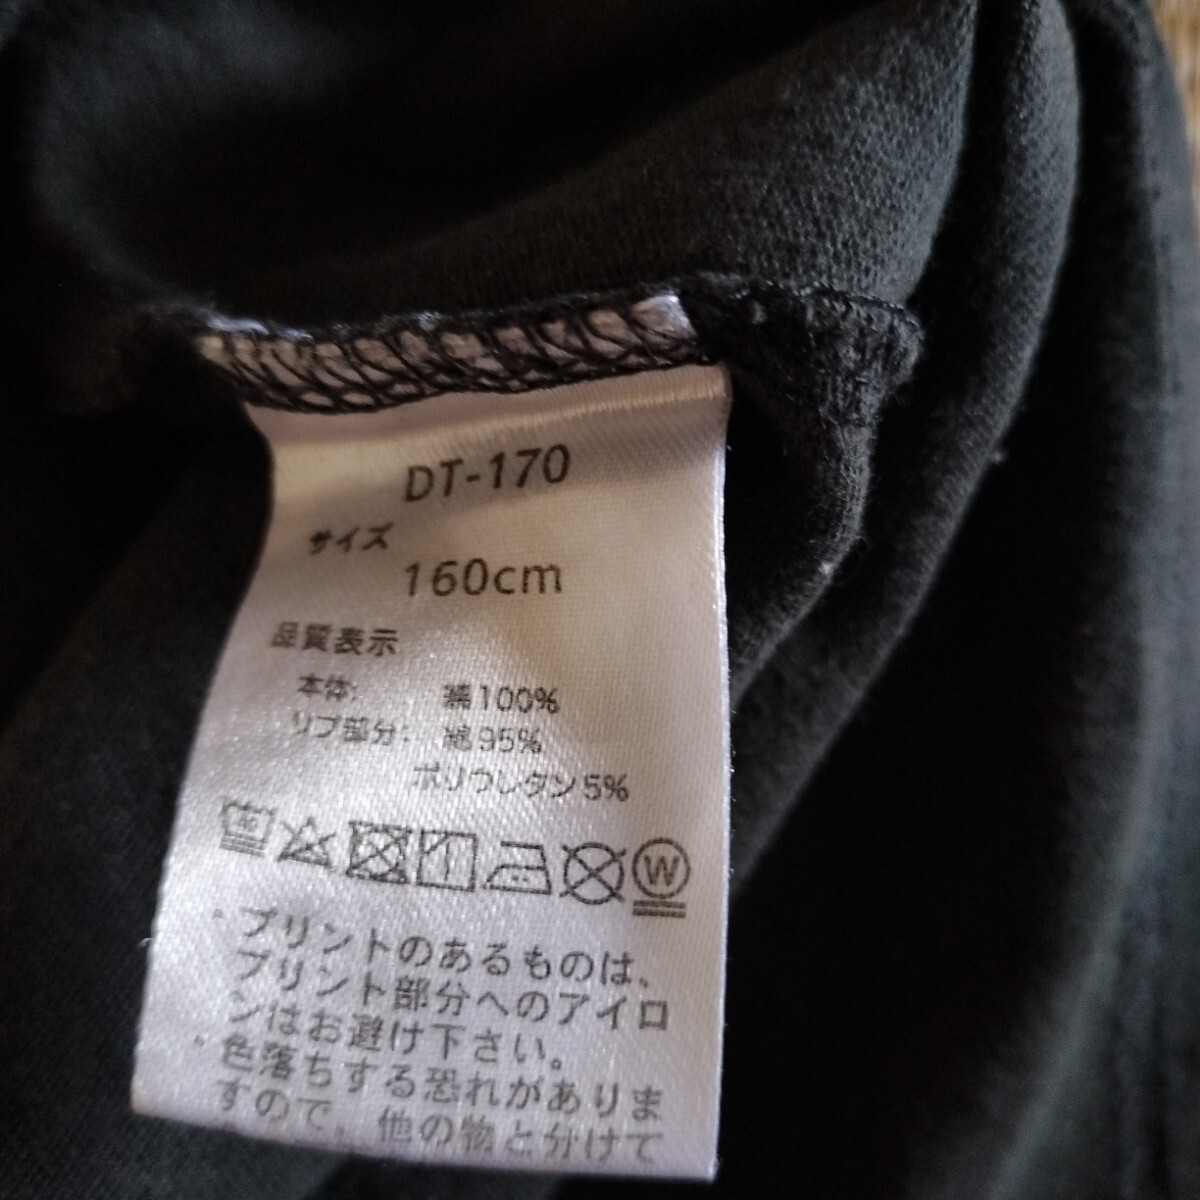 DT-170
サイズ
160cm
品質表示
本体: 綿100%
リブ部分: 綿95%
ポリウレタン5%
40 W
・プリントのあるものは、
プリント部分へのアイロ
ンはお避け下さい。
・色落ちする恐れがありま
すので、他の物と分けて